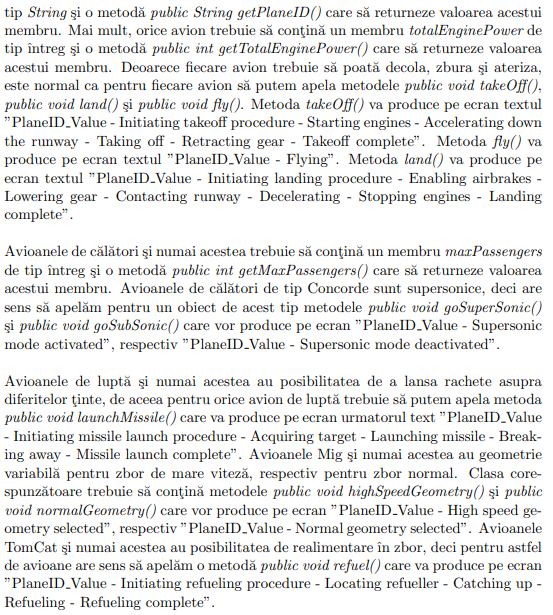 tip String şi o metodă public String getPlaneID() care să returneze valoarea acestui
membru. Mai mult, orice avion trebuie să conţină un membru totalEnginePower de
tip întreg şi o metodă public int getTotalEnginePower() care să returneze valoarea
acestui membru. Deoarece fiecare avion trebuie să poată decola, zbura şi ateriza,
este normal ca pentru fiecare avion să putem apela metodele public void takeOff(),
public void land() şi public void fly(). Metoda takeOff() va produce pe ecran textul
"PlaneID_Value - Initiating takeoff procedure - Starting engines - Accelerating down
the runway - Taking off - Retracting gear - Takeoff complete". Metoda fly() va
produce pe ecran textul "PlaneID_Value - Flying". Metoda land() va produce pe
ecran textul "PlaneID_Value - Initiating landing procedure - Enabling airbrakes -
Lowering gear - Contacting runway - Decelerating - Stopping engines - Landing
complete".
Avioanele de călători şi numai acestea trebuie să conţină un membru maxPassengers
de tip întreg şi o metodă public int getMaxPassengers() care să returneze valoarea
acestui membru. Avioanele de călători de tip Concorde sunt supersonice, deci are
sens să apelăm pentru un obiect de acest tip metodele public void goSuperSonic()
şi public void goSubSonic() care vor produce pe ecran "PlaneID_Value - Supersonic
mode activated", respectiv "PlaneID_Value - Supersonic mode deactivated".
Avioanele de luptă şi numai acestea au posibilitatea de a lansa rachete asupra
diferitelor ţinte, de aceea pentru orice avion de luptă trebuie să putem apela metoda
public void launchMissile() care va produce pe ecran urmatorul text "PlaneID_Value
- Initiating missile launch procedure - Acquiring target - Launching missile - Break-
ing away - Missile launch complete". Avioanele Mig şi numai acestea au geometrie
variabilă pentru zbor de mare viteză, respectiv pentru zbor normal. Clasa core-
spunzătoare trebuie să conţină metodele public void highSpeedGeometry() şi public
void normalGeometry() care vor produce pe ecran "PlaneID_Value - High speed ge-
ometry selected", respectiv "PlaneID_Value - Normal geometry selected". Avioanele
TomCat şi numai acestea au posibilitatea de realimentare în zbor, deci pentru astfel
de avioane are sens să apelăm o metodă public void refuel() care va produce pe ecran
"PlaneID_Value - Initiating refueling procedure - Locating refueller - Catching up -
Refueling - Refueling complete".